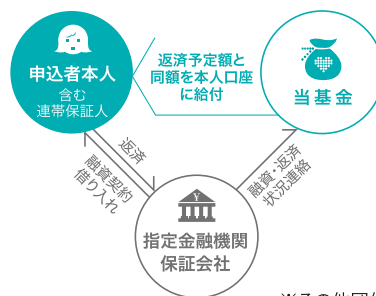 申込者本人
含む
連帯保証人
返済予定額と
同額を本人口座
に給付
当基金
返済
融資契約
借り入れ
融資・返済
状況連絡
¥
指定金融機関
保証会社